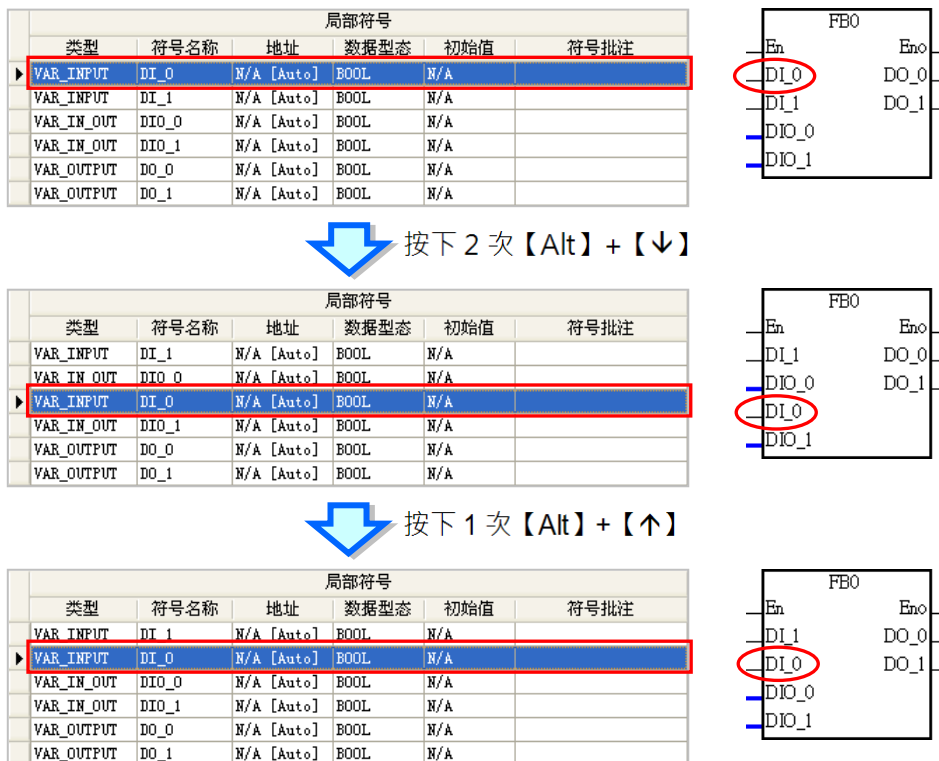 局部符号
类型 符号名称 地址 数据型态 初始值 符号批注
VAR_INPUT DI_0 N/A [Auto] BOOL N/A
VAR_INPUT DI_1 N/A [Auto] BOOL N/A
VAR_IN_OUT DIO_0 N/A [Auto] BOOL N/A
VAR_IN_OUT DIO_1 N/A [Auto] BOOL N/A
VAR_OUTPUT DO_0 N/A [Auto] BOOL N/A
VAR_OUTPUT DO_1 N/A [Auto] BOOL N/A
FB0
En Eno
DI_0 DO_0
DI_1 DO_1
DIO_0
DIO_1
按下 2 次【Alt】+【↓】
局部符号
类型 符号名称 地址 数据型态 初始值 符号批注
VAR_INPUT DI_1 N/A [Auto] BOOL N/A
VAR_IN_OUT DIO_0 N/A [Auto] BOOL N/A
VAR_INPUT DI_0 N/A [Auto] BOOL N/A
VAR_IN_OUT DIO_1 N/A [Auto] BOOL N/A
VAR_OUTPUT DO_0 N/A [Auto] BOOL N/A
VAR_OUTPUT DO_1 N/A [Auto] BOOL N/A
FB0
En Eno
DI_1 DO_0
DIO_0 DO_1
DI_0
DIO_1
按下 1 次【Alt】+【↑】
局部符号
类型 符号名称 地址 数据型态 初始值 符号批注
VAR_INPUT DI_1 N/A [Auto] BOOL N/A
VAR_INPUT DI_0 N/A [Auto] BOOL N/A
VAR_IN_OUT DIO_0 N/A [Auto] BOOL N/A
VAR_IN_OUT DIO_1 N/A [Auto] BOOL N/A
VAR_OUTPUT DO_0 N/A [Auto] BOOL N/A
VAR_OUTPUT DO_1 N/A [Auto] BOOL N/A
FB0
En Eno
DI_1 DO_0
DI_0 DO_1
DIO_0
DIO_1